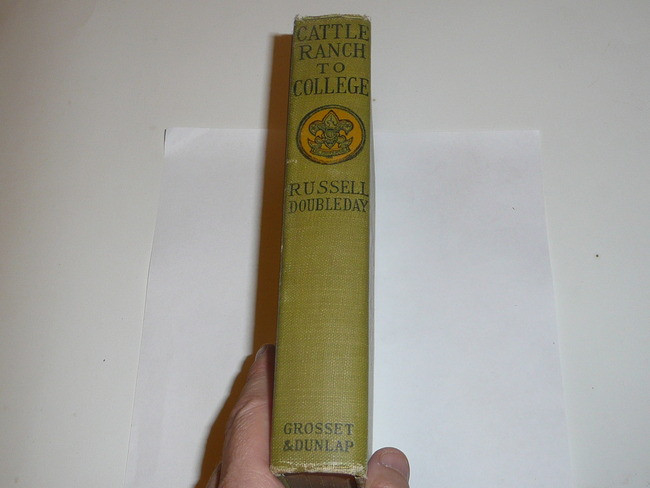 CATTLE
RANCH
TO
COLLEGE
RUSSELL
DOUBLEDAY
GROSSET
& DUNLAP